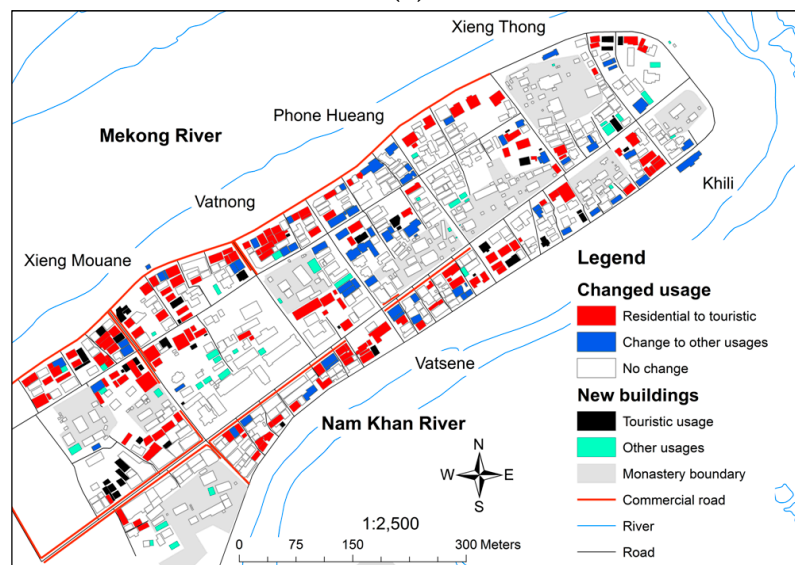 Xieng Thong
Phone Hueang
Mekong River
Vatnong
Khili
Xieng Mouane
Vatsene
Nam Khan River
N
W E
S
1:2,500
0 75 150 300 Meters
Legend
Changed usage
Residential to touristic
Change to other usages
No change
New buildings
Touristic usage
Other usages
Monastery boundary
Commercial road
River
Road